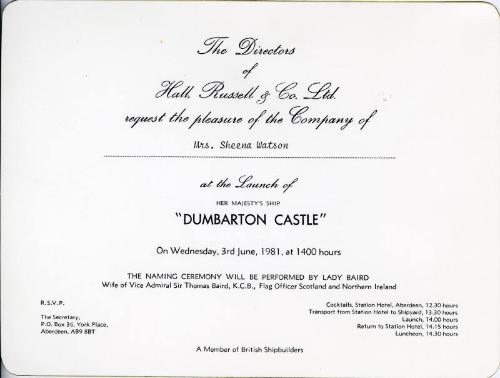 The Directors
of
Hall, Russell & Co. Ltd.
request the pleasure of the Company of
Mrs. Sheena Watson
at the Launch of
HER MAJESTY'S SHIP
"DUMBARTON CASTLE"
On Wednesday, 3rd June, 1981, at 1400 hours
THE NAMING CEREMONY WILL BE PERFORMED BY LADY BAIRD
Wife of Vice Admiral Sir Thomas Baird, K.C.B., Flag Officer Scotland and Northern Ireland
R.S.V.P.
The Secretary,
P.O. Box 36, York Place,
Aberdeen, AB9 8BT
Cocktails, Station Hotel, Aberdeen, 12.30 hours
Transport from Station Hotel to Shipyard, 13.30 hours
Launch, 14.00 hours
Return to Station Hotel, 14.15 hours
Luncheon, 14.30 hours
A Member of British Shipbuilders